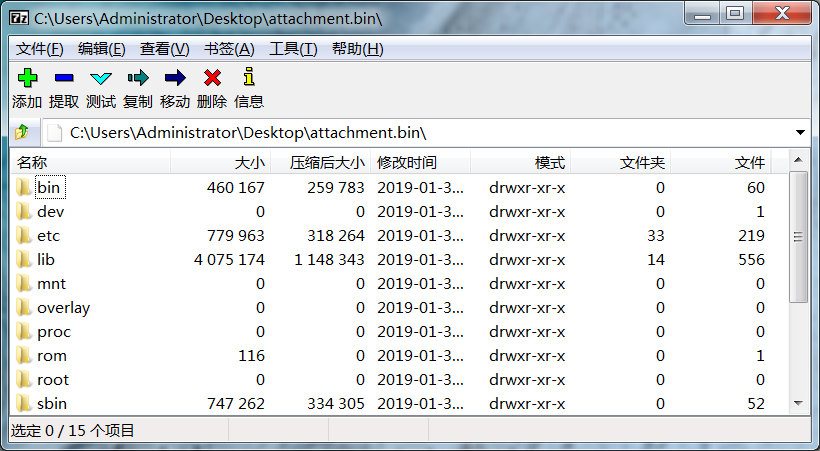 C:\Users\Administrator\Desktop\attachment.bin\
文件(F) 编辑(E) 查看(V) 书签(A) 工具(T) 帮助(H)
添加 提取 测试 复制 移动 删除 信息
C:\Users\Administrator\Desktop\attachment.bin\
名称 大小 压缩后大小 修改时间 模式 文件夹 文件
bin 460 167 259 783 2019-01-3... drwxr-xr-x 0 60
dev 0 0 2019-01-3... drwxr-xr-x 0 1
etc 779 963 318 264 2019-01-3... drwxr-xr-x 33 219
lib 4 075 174 1 148 343 2019-01-3... drwxr-xr-x 14 556
mnt 0 0 2019-01-3... drwxr-xr-x 0 0
overlay 0 0 2019-01-3... drwxr-xr-x 0 0
proc 0 0 2019-01-3... drwxr-xr-x 0 0
rom 116 0 2019-01-3... drwxr-xr-x 0 1
root 0 0 2019-01-3... drwxr-xr-x 0 0
sbin 747 262 334 305 2019-01-3... drwxr-xr-x 0 52
选定 0 / 15 个项目